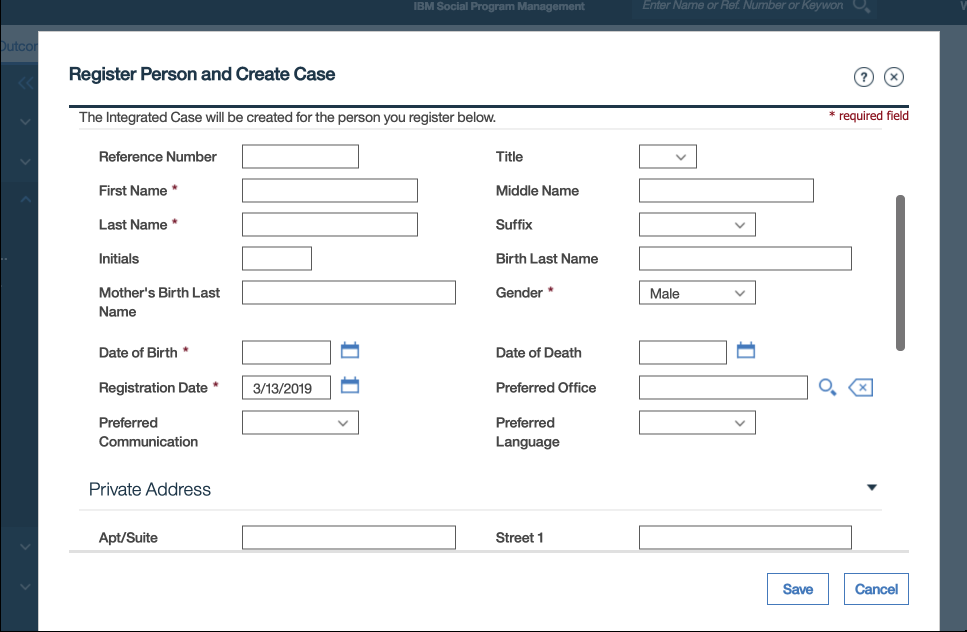 IBM Social Program Management
Enter Name or Ref. Number or Keywon
Outcor
Register Person and Create Case
?
The Integrated Case will be created for the person you register below.
* required field
Reference Number
Title
First Name *
Middle Name
Last Name *
Suffix
Initials
Birth Last Name
Mother's Birth Last
Name
Gender *
Male
Date of Birth *
Date of Death
Registration Date *
3/13/2019
Preferred Office
Preferred
Communication
Preferred
Language
Private Address
Apt/Suite
Street 1
Save
Cancel